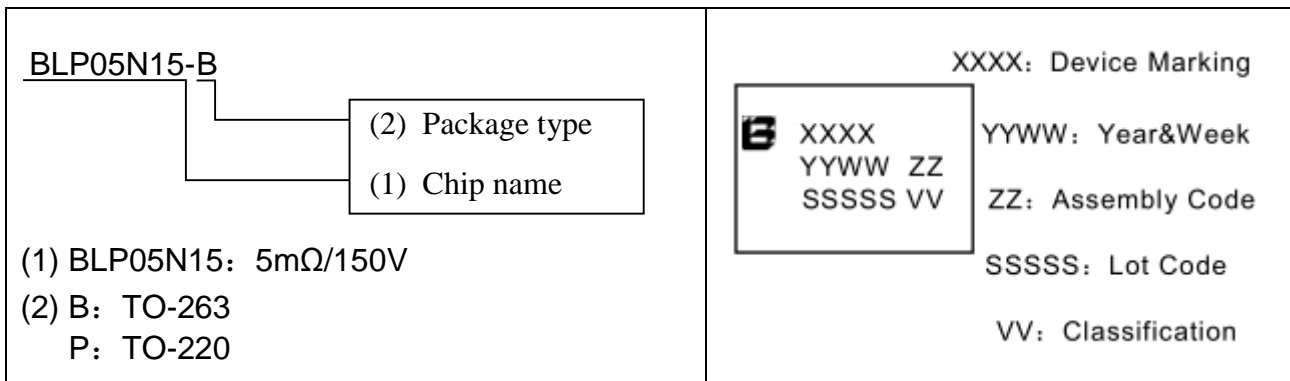 BLP05N15-B
(2) Package type
(1) Chip name
(1) BLP05N15：5mΩ/150V
(2) B：TO-263
P：TO-220
XXXX：Device Marking
XXXX
YYWW ZZ
SSSSS VV
YYWW：Year&Week
ZZ：Assembly Code
SSSSS：Lot Code
VV：Classification